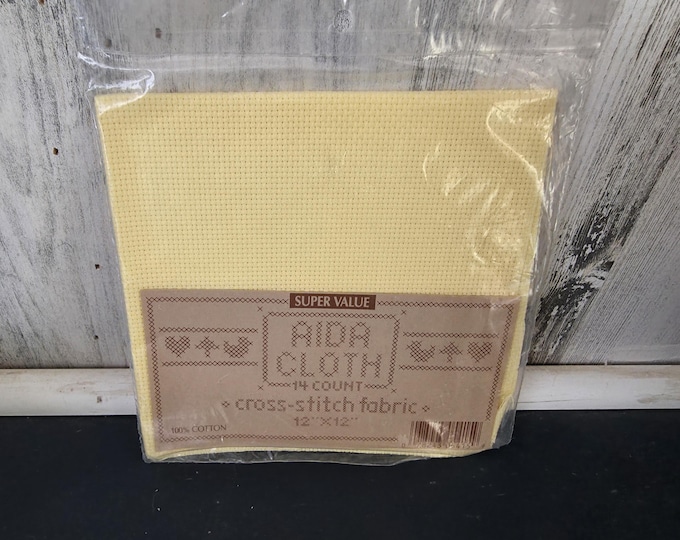 SUPER VALUE
AIDA
CLOTH
14 COUNT
cross-stitch fabric
12"X12"
100% COTTON